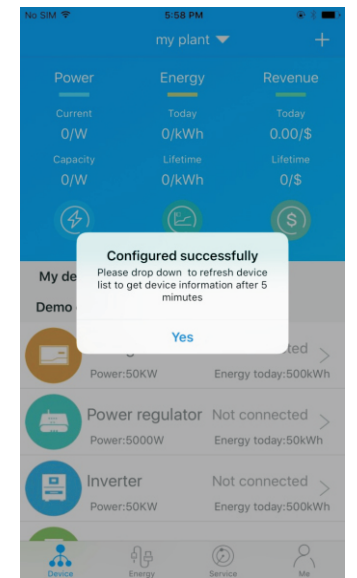 No SIM 5:58 PM
my plant
Power Energy Revenue
Current Today Today
0/W 0/kWh 0.00/$
Capacity Lifetime Lifetime
0/W 0/kWh 0/$
Configured successfully
Please drop down to refresh device
list to get device information after 5
mimutes
Yes
My de
Demo
Power:50KW Energy today:500kWh
Power regulator Not connected
Power:5000W Energy today:50kWh
Inverter Not connected
Power:50KW Energy today:500kWh
Device Energy Service Me